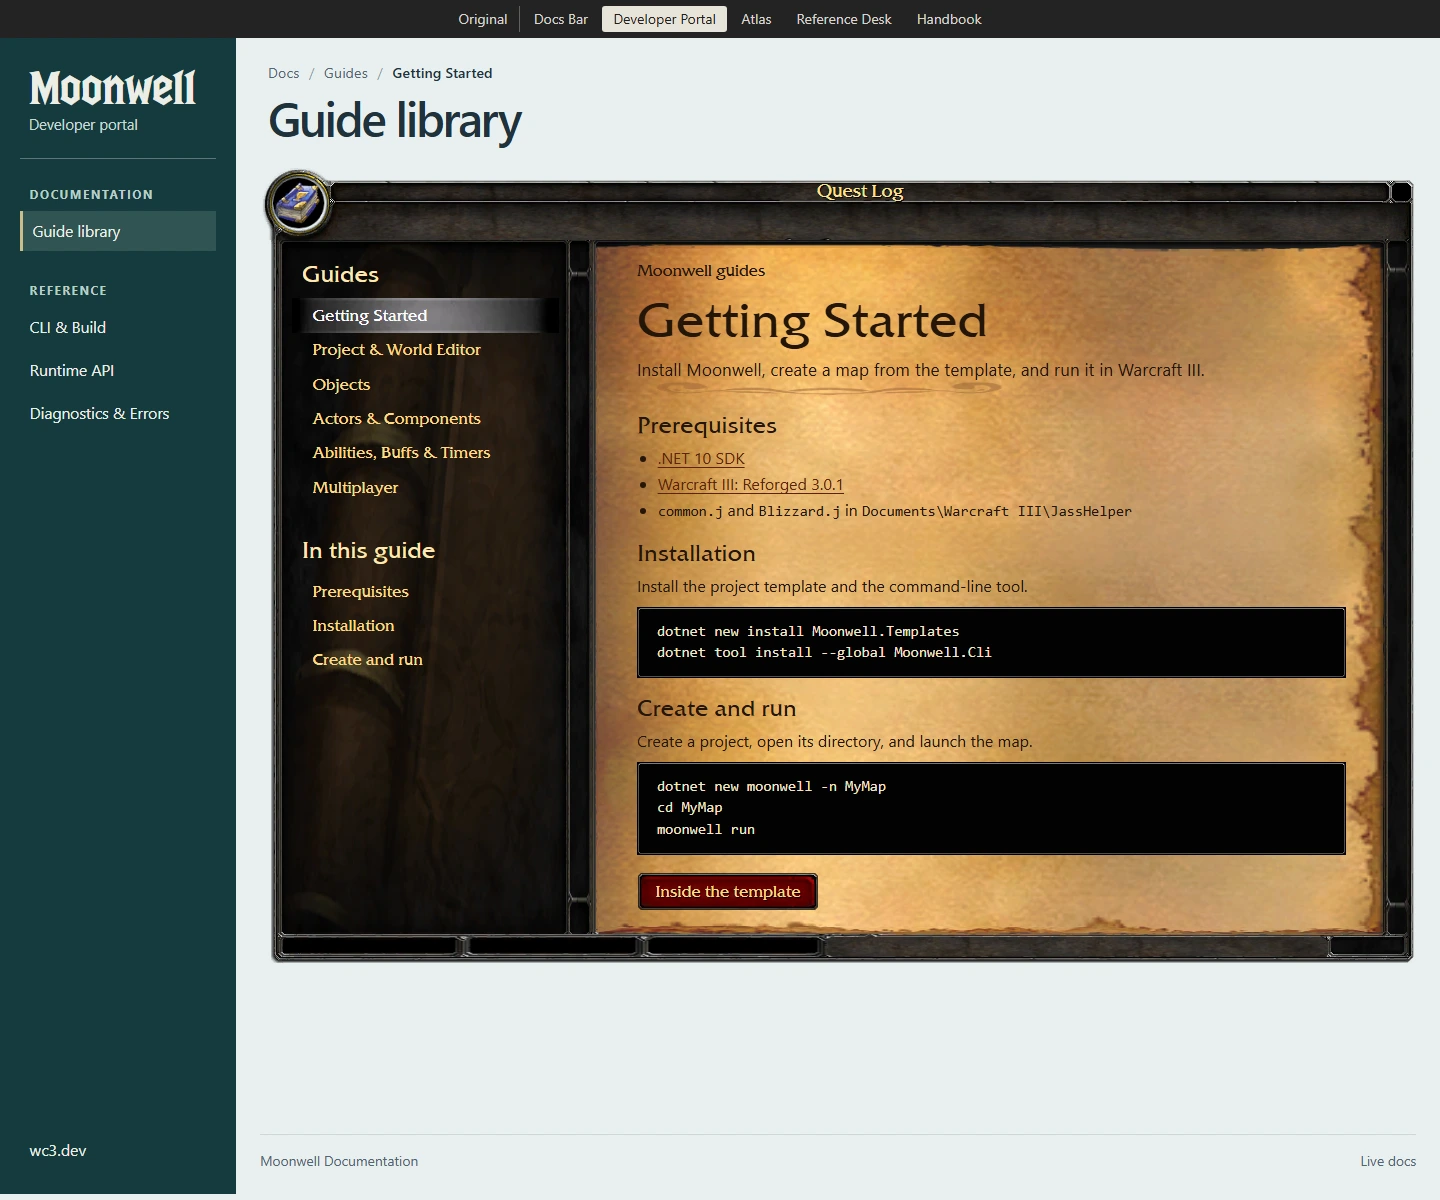 Original
Docs Bar
Developer Portal
Atlas
Reference Desk
Handbook
Moonwell
Developer portal
DOCUMENTATION
Guide library
REFERENCE
CLI & Build
Runtime API
Diagnostics & Errors
wc3.dev
Docs / Guides / Getting Started
Guide library
Quest Log
Guides
Getting Started
Project & World Editor
Objects
Actors & Components
Abilities, Buffs & Timers
Multiplayer
In this guide
Prerequisites
Installation
Create and run
Moonwell guides
Getting Started
Install Moonwell, create a map from the template, and run it in Warcraft III.
Prerequisites
.NET 10 SDK
Warcraft III: Reforged 3.0.1
common.j and Blizzard.j in Documents\Warcraft III\JassHelper
Installation
Install the project template and the command-line tool.
dotnet new install Moonwell.Templates
dotnet tool install --global Moonwell.Cli
Create and run
Create a project, open its directory, and launch the map.
dotnet new moonwell -n MyMap
cd MyMap
moonwell run
Inside the template
Moonwell Documentation
Live docs